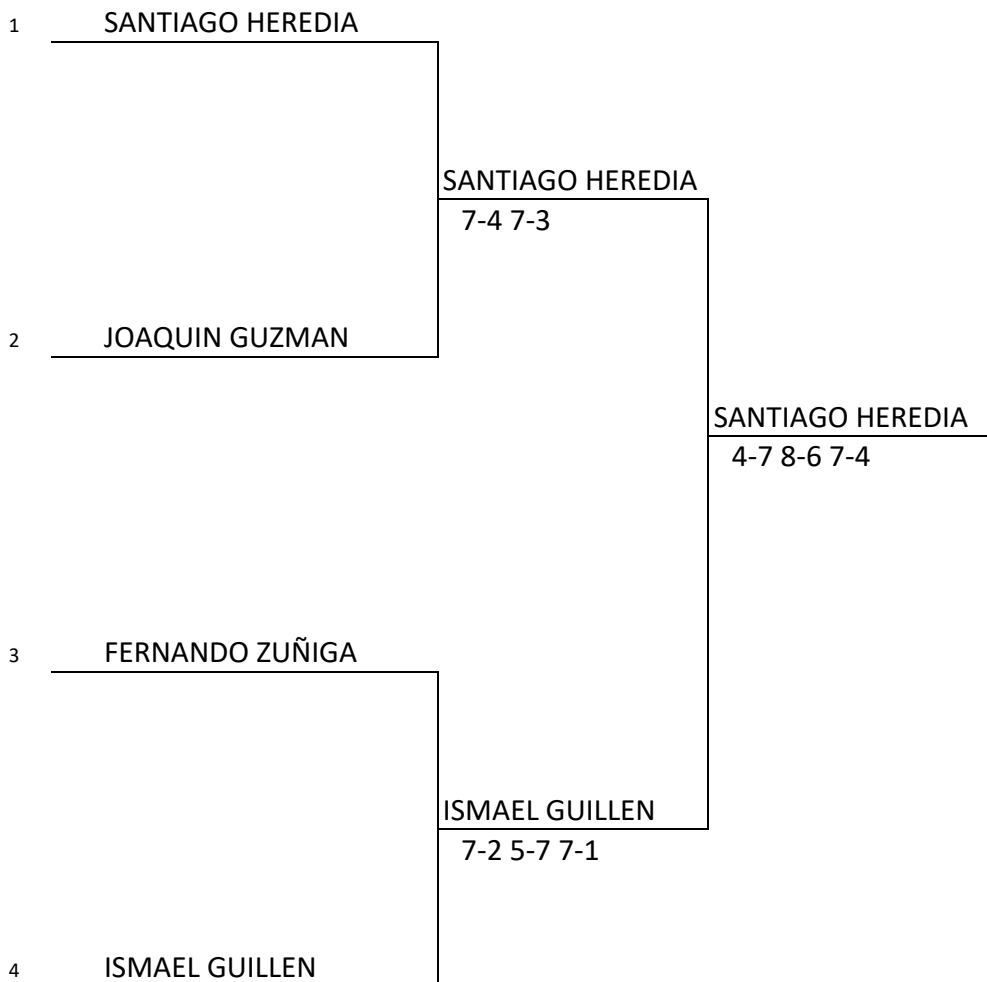 1 SANTIAGO HEREDIA
SANTIAGO HEREDIA
7-4 7-3
2 JOAQUIN GUZMAN
SANTIAGO HEREDIA
4-7 8-6 7-4
3 FERNANDO ZUÑIGA
ISMAEL GUILLEN
7-2 5-7 7-1
4 ISMAEL GUILLEN